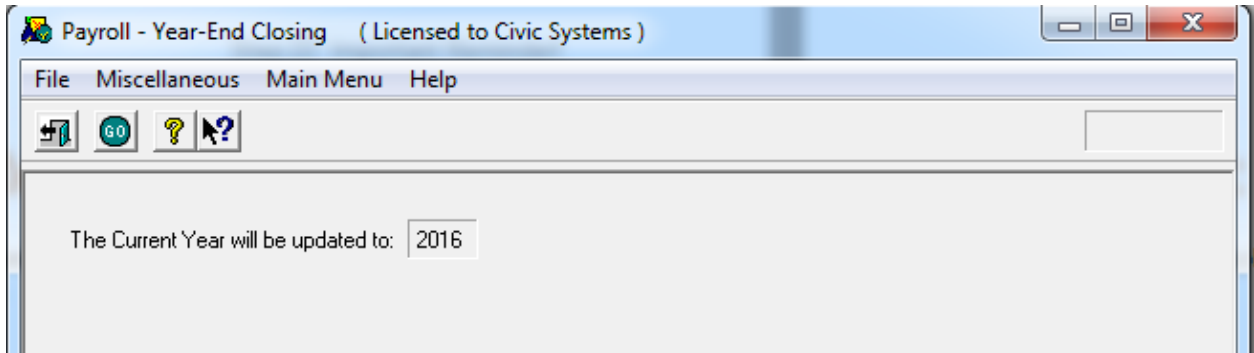 Payroll - Year-End Closing ( Licensed to Civic Systems )
File Miscellaneous Main Menu Help
GO ? ?
The Current Year will be updated to: 2016